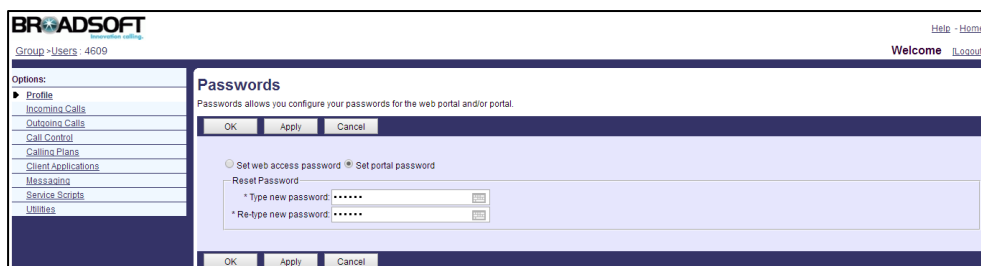 BROADSOFT
innovation calling.
Help - Home
Group >Users : 4609
Welcome [Logout
Options:
Profile
Incoming Calls
Outgoing Calls
Call Control
Calling Plans
Client Applications
Messaging
Service Scripts
Utilities
Passwords
Passwords allows you configure your passwords for the web portal and/or portal.
OK Apply Cancel
Set web access password Set portal password
Reset Password
* Type new password: ••••••
* Re-type new password: ••••••
OK Apply Cancel